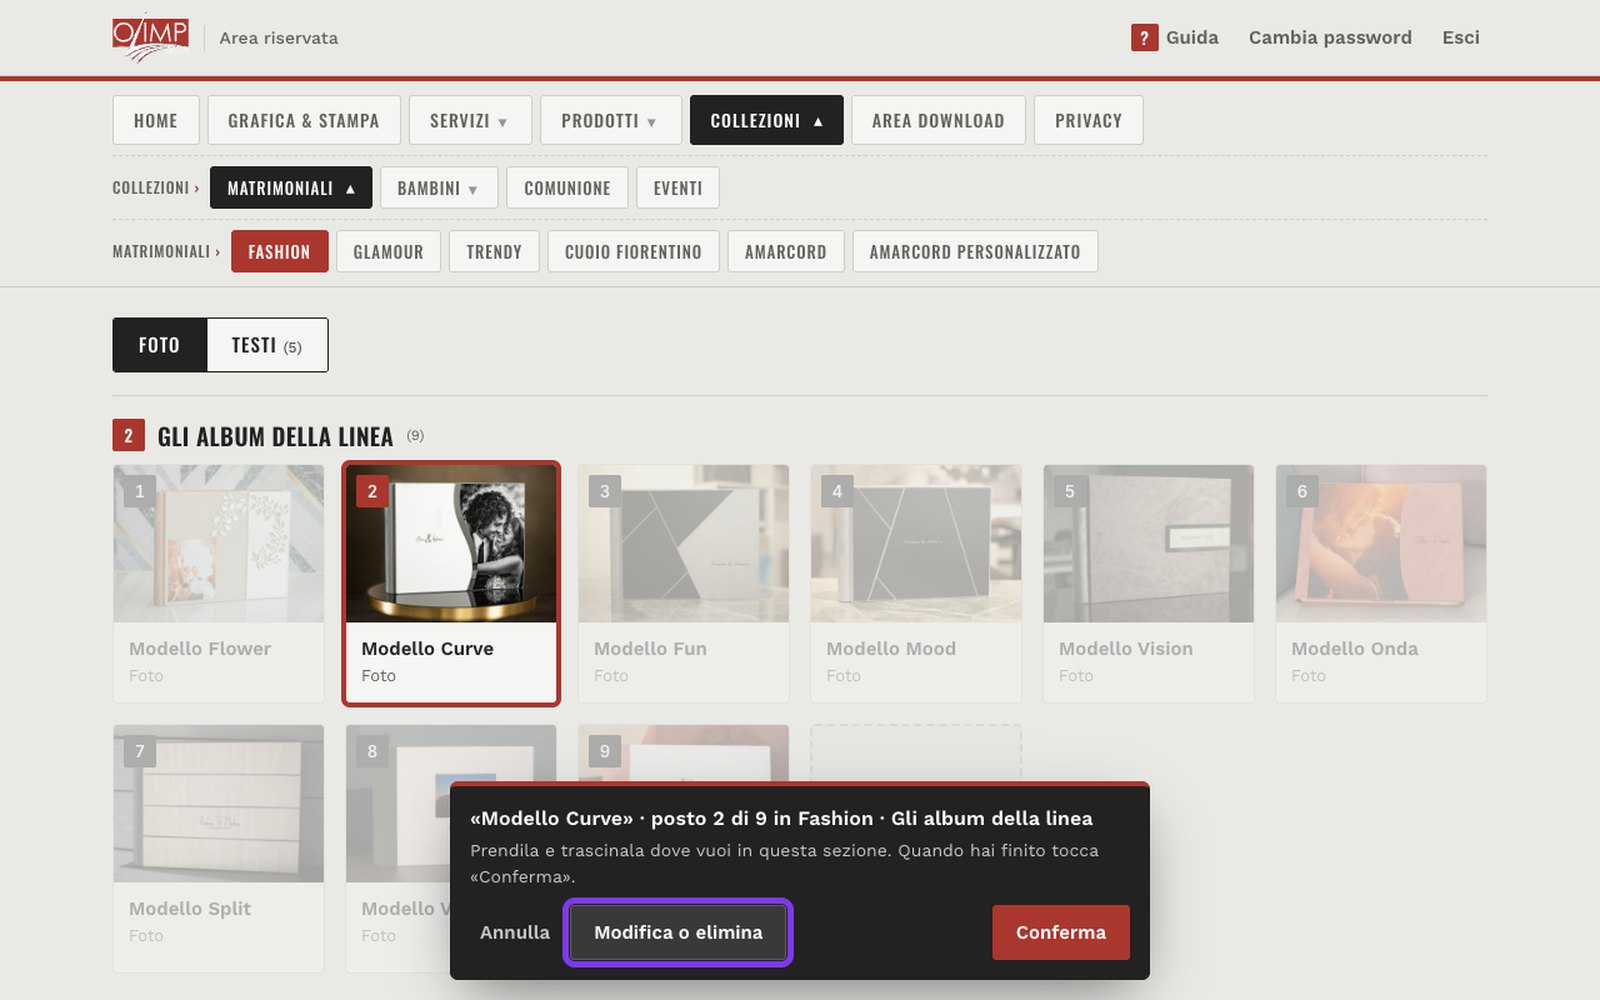 OLIMP
Area riservata
? Guida
Cambia password
Esci
HOME
GRAFICA & STAMPA
SERVIZI ▼
PRODOTTI ▼
COLLEZIONI ▲
AREA DOWNLOAD
PRIVACY
COLLEZIONI ›
MATRIMONIALI ▲
BAMBINI ▼
COMUNIONE
EVENTI
MATRIMONIALI ›
FASHION
GLAMOUR
TRENDY
CUOIO FIORENTINO
AMARCORD
AMARCORD PERSONALIZZATO
FOTO
TESTI (5)
2 GLI ALBUM DELLA LINEA (9)
1
2
3
4
5
6
Modello Flower
Foto
Modello Curve
Foto
Modello Fun
Foto
Modello Mood
Foto
Modello Vision
Foto
Modello Onda
Foto
7
8
9
Modello Split
Foto
Modello
Foto
«Modello Curve» · posto 2 di 9 in Fashion · Gli album della linea
Prendila e trascinala dove vuoi in questa sezione. Quando hai finito tocca
«Conferma».
Annulla
Modifica o elimina
Conferma